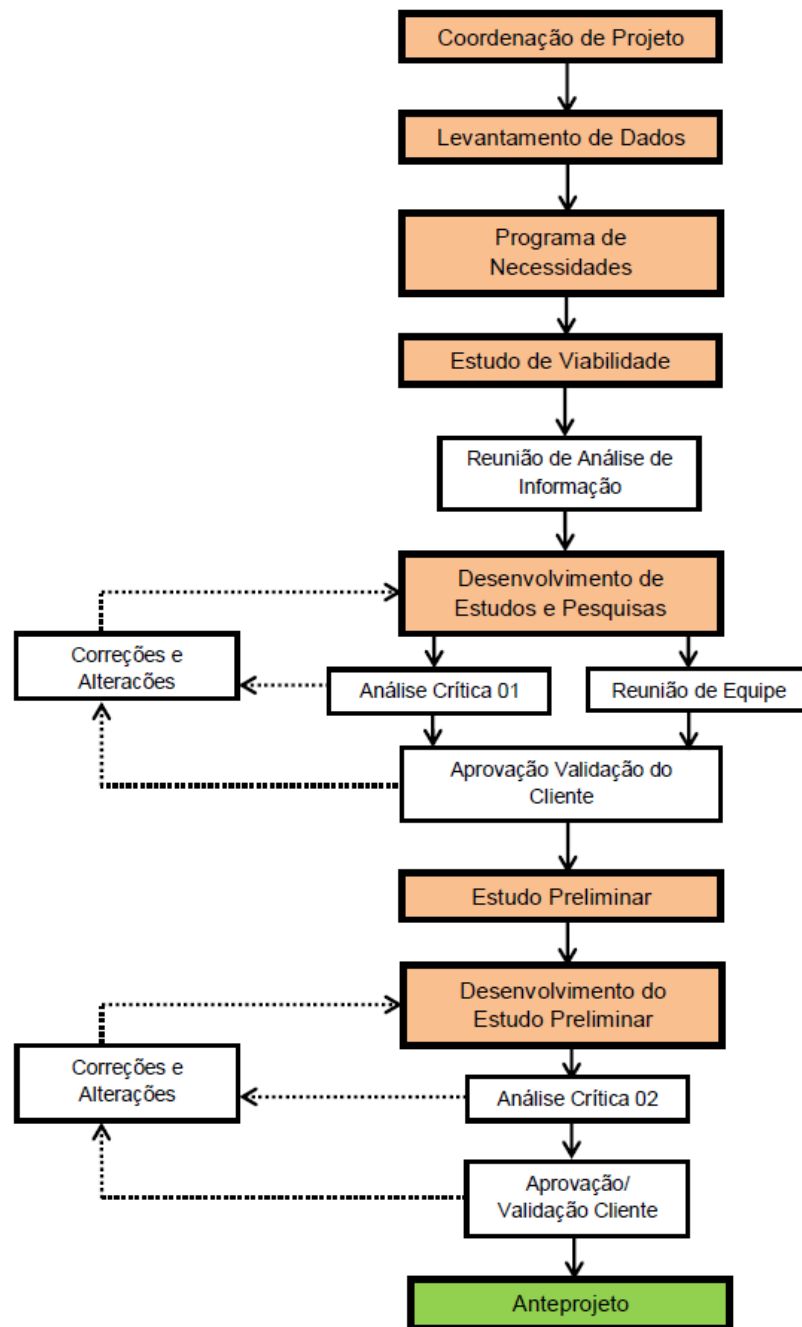 Coordenação de Projeto
Levantamento de Dados
Programa de
Necessidades
Estudo de Viabilidade
Reunião de Análise de
Informação
Desenvolvimento de
Estudos e Pesquisas
Correções e
Alteracões
Análise Crítica 01
Reunião de Equipe
Aprovação Validação do
Cliente
Estudo Preliminar
Desenvolvimento do
Estudo Preliminar
Correções e
Alterações
Análise Crítica 02
Aprovação/
Validação Cliente
Anteprojeto